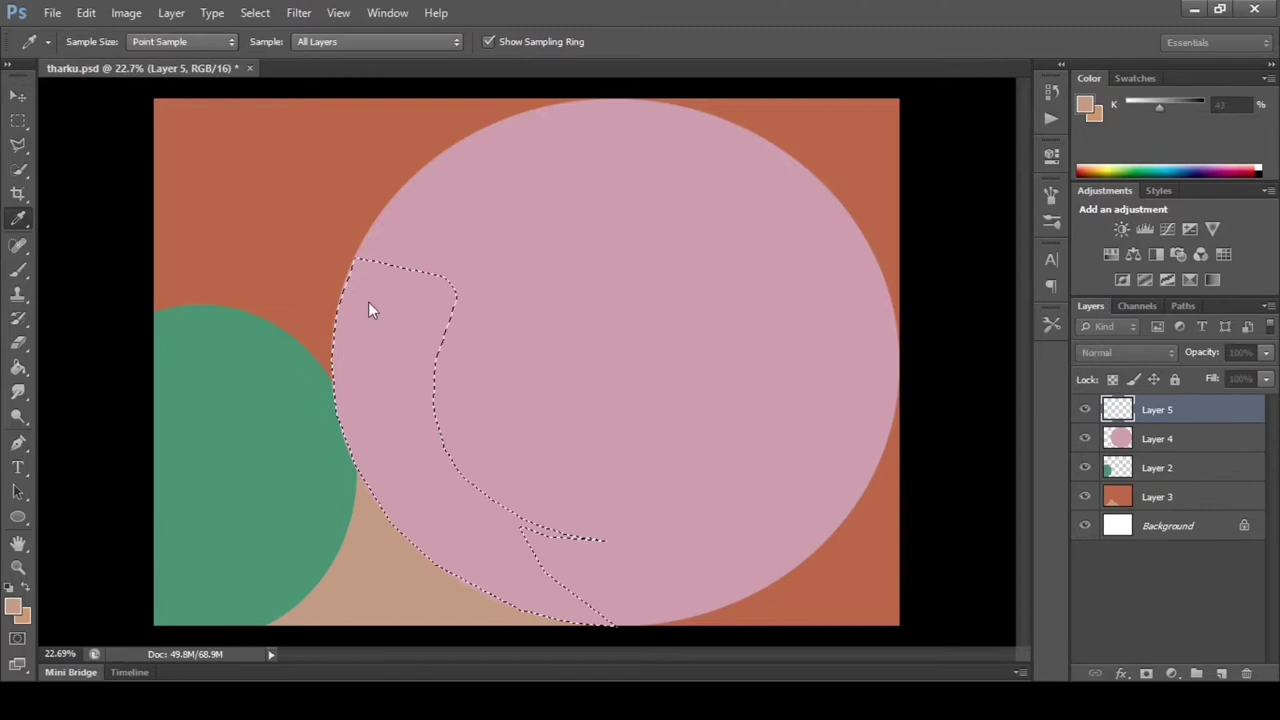 Ps File Edit Image Layer Type Select Filter View Window Help
Sample Size: Point Sample Sample: All Layers Show Sampling Ring Essentials
tharku.psd @ 22.7% (Layer 5, RGB/16) * ×
Color Swatches
K 43 %
Adjustments Styles
Add an adjustment
Layers Channels Paths
Kind
Normal Opacity: 100%
Lock: Fill: 100%
Layer 5
Layer 4
Layer 2
Layer 3
Background
22.69% Doc: 49.8M/68.9M
Mini Bridge Timeline